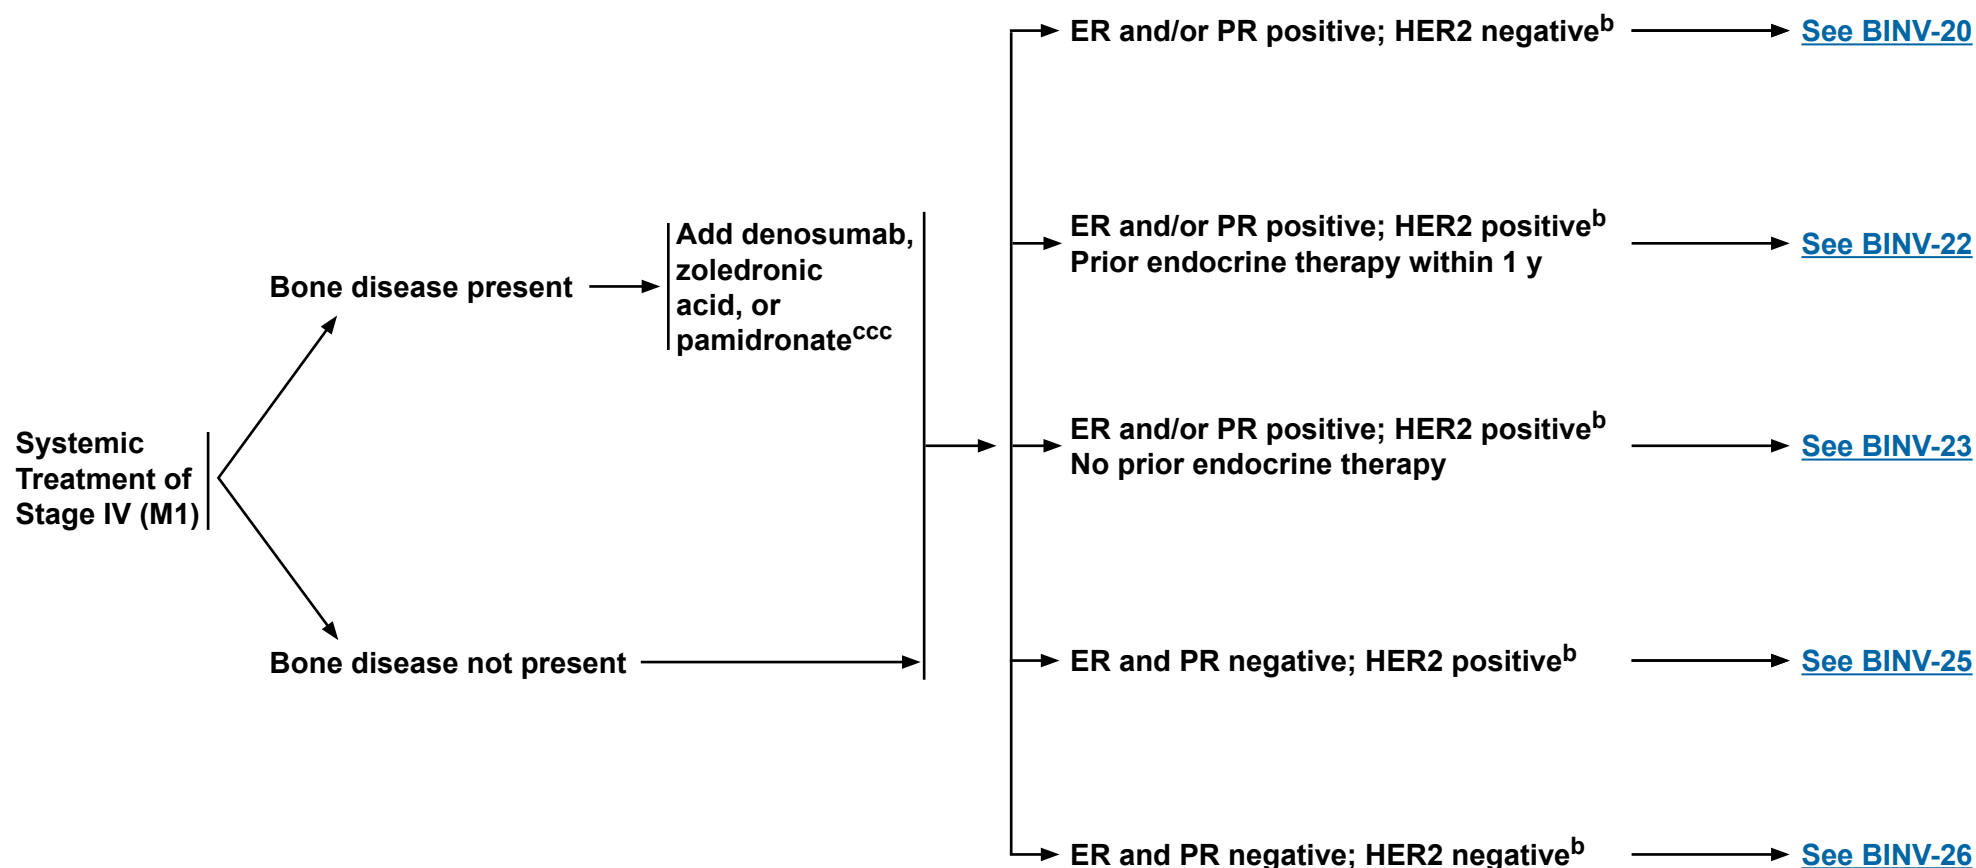 Systemic
Treatment of
Stage IV (M1)
Bone disease present
Add denosumab,
zoledronic
acid, or
pamidronateccc
Bone disease not present
ER and/or PR positive; HER2 negativeb
See BINV-20
ER and/or PR positive; HER2 positiveb
Prior endocrine therapy within 1 y
See BINV-22
ER and/or PR positive; HER2 positiveb
No prior endocrine therapy
See BINV-23
ER and PR negative; HER2 positiveb
See BINV-25
ER and PR negative; HER2 negativeb
See BINV-26